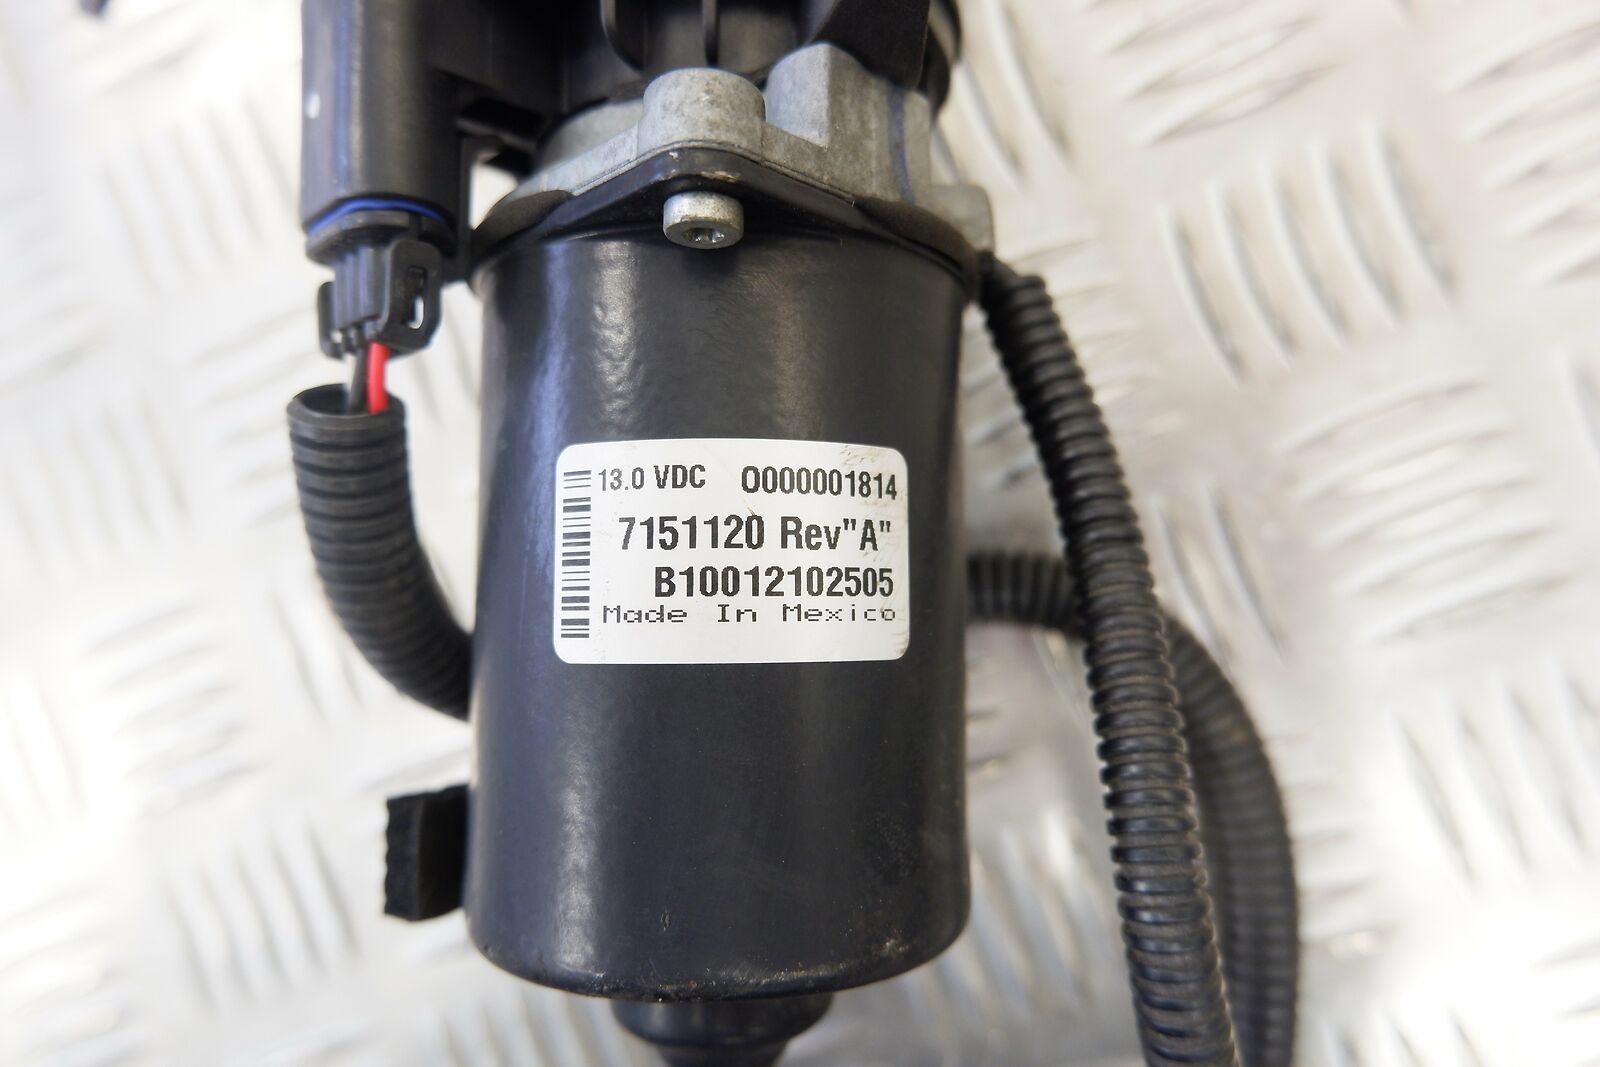 13.0 VDC O000001814
7151120 Rev"A"
B10012102505
Made In Mexico